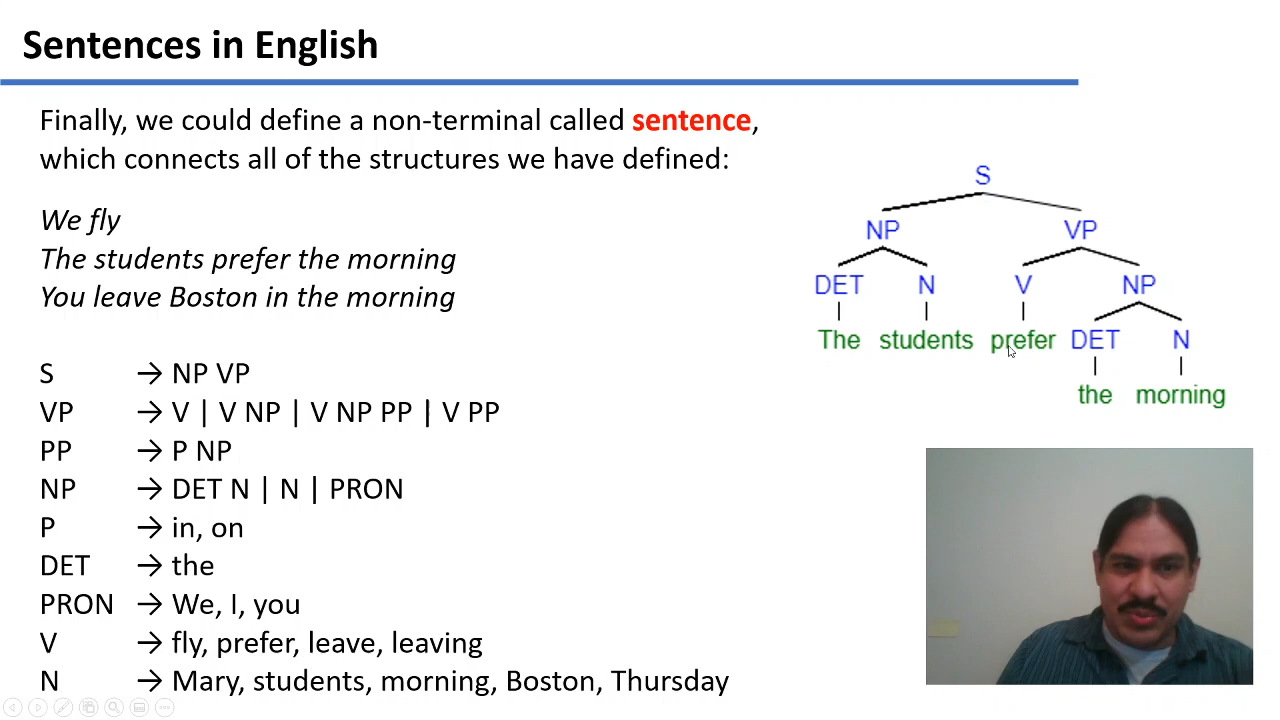 Sentences in English
Finally, we could define a non-terminal called sentence,
which connects all of the structures we have defined:
We fly
The students prefer the morning
You leave Boston in the morning
S → NP VP
VP → V | V NP | V NP PP | V PP
PP → P NP
NP → DET N | N | PRON
P → in, on
DET → the
PRON → We, I, you
V → fly, prefer, leave, leaving
N → Mary, students, morning, Boston, Thursday
S
NP VP
DET N V NP
The students prefer DET N
the morning